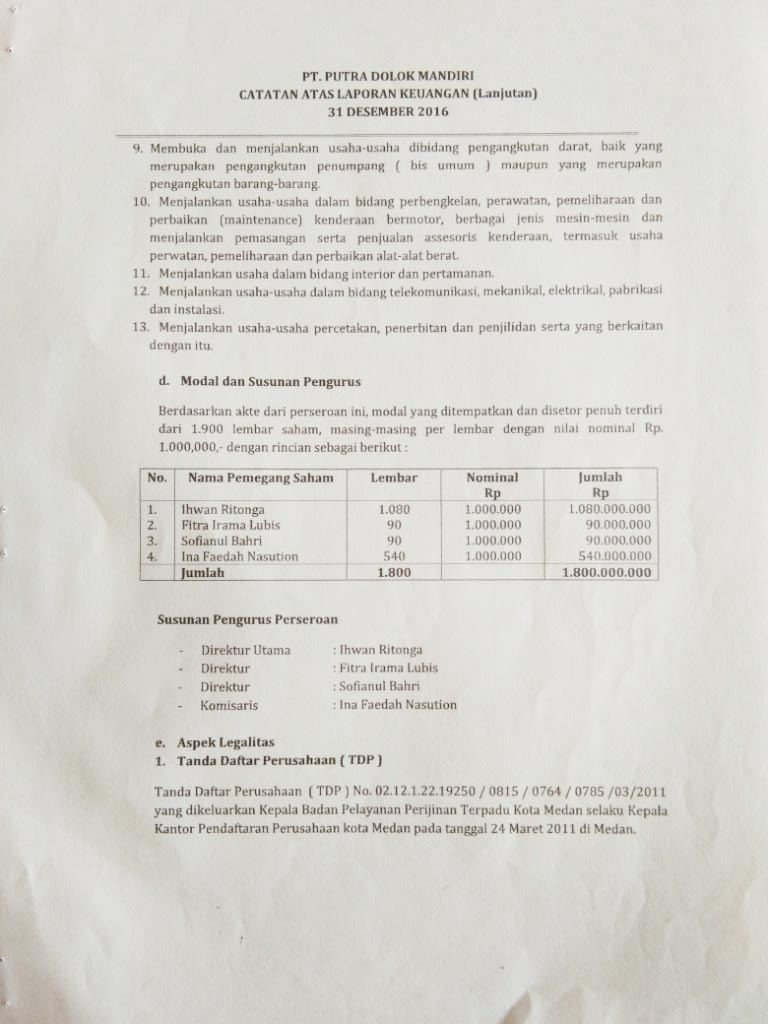 PT. PUTRA DOLOK MANDIRI
CATATAN ATAS LAPORAN KEUANGAN (Lanjutan)
31 DESEMBER 2016
9. Membuka dan menjalankan usaha-usaha dibidang pengangkutan darat, baik yang
merupakan pengangkutan penumpang ( bis umum ) maupun yang merupakan
pengangkutan barang-barang.
10. Menjalankan usaha-usaha dalam bidang perbengkelan, perawatan, pemeliharaan dan
perbaikan (maintenance) kenderaan bermotor, berbagai jenis mesin-mesin dan
menjalankan pemasangan serta penjualan assesoris kenderaan, termasuk usaha
perwatan, pemeliharaan dan perbaikan alat-alat berat.
11. Menjalankan usaha dalam bidang interior dan pertamanan.
12. Menjalankan usaha-usaha dalam bidang telekomunikasi, mekanikal, elektrikal, pabrikasi
dan instalasi.
13. Menjalankan usaha-usaha percetakan, penerbitan dan penjilidan serta yang berkaitan
dengan itu.
d. Modal dan Susunan Pengurus
Berdasarkan akte dari perseroan ini, modal yang ditempatkan dan disetor penuh terdiri
dari 1.900 lembar saham, masing-masing per lembar dengan nilai nominal Rp.
1.000,000,- dengan rincian sebagai berikut :
No. Nama Pemegang Saham Lembar Nominal Jumlah
Rp Rp
1. Ihwan Ritonga 1.080 1.000.000 1.080.000.000
2. Fitra Irama Lubis 90 1.000.000 90.000.000
3. Sofianul Bahri 90 1.000.000 90.000.000
4. Ina Faedah Nasution 540 1.000.000 540.000.000
Jumlah 1.800 1.800.000.000
Susunan Pengurus Perseroan
- Direktur Utama : Ihwan Ritonga
- Direktur : Fitra Irama Lubis
- Direktur : Sofianul Bahri
- Komisaris : Ina Faedah Nasution
e. Aspek Legalitas
1. Tanda Daftar Perusahaan ( TDP )
Tanda Daftar Perusahaan ( TDP ) No. 02.12.1.22.19250 / 0815 / 0764 / 0785 /03/2011
yang dikeluarkan Kepala Badan Pelayanan Perijinan Terpadu Kota Medan selaku Kepala
Kantor Pendaftaran Perusahaan kota Medan pada tanggal 24 Maret 2011 di Medan.